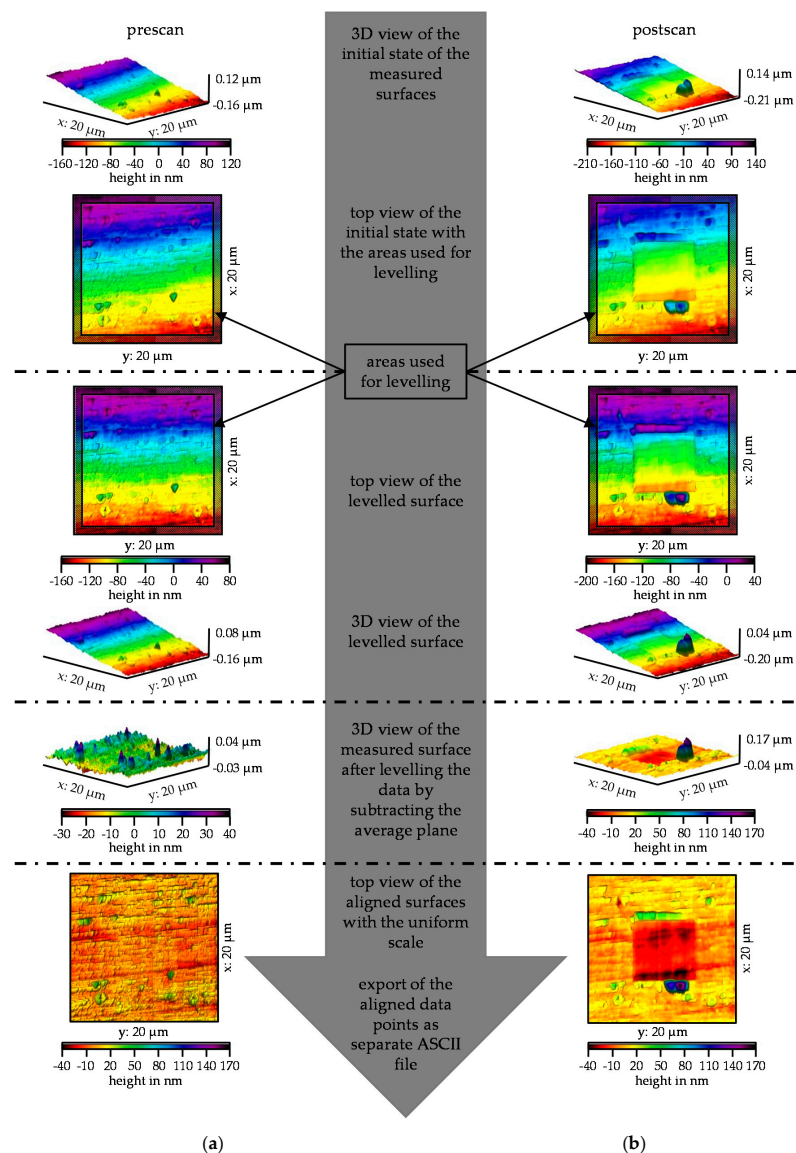 prescan
3D view of the
initial state of the
measured
surfaces
postscan
0.12 µm
-0.16 µm
x: 20 µm
y: 20 µm
-160 -120 -80 -40 0 40 80 120
height in nm
0.14 µm
-0.21 µm
x: 20 µm
y: 20 µm
-210 -160 -110 -60 -10 40 90 140
height in nm
top view of the
initial state with
the areas used for
levelling
x: 20 µm
y: 20 µm
x: 20 µm
y: 20 µm
areas used
for levelling
x: 20 µm
y: 20 µm
-160 -120 -80 -40 0 40 80
height in nm
top view of the
levelled surface
x: 20 µm
y: 20 µm
-200 -160 -120 -80 -40 0 40
height in nm
3D view of the
levelled surface
0.08 µm
-0.16 µm
x: 20 µm
y: 20 µm
0.04 µm
-0.20 µm
x: 20 µm
y: 20 µm
3D view of the
measured surface
after levelling the
data by
subtracting the
average plane
0.04 µm
-0.03 µm
x: 20 µm
y: 20 µm
-30 -20 -10 0 10 20 30 40
height in nm
0.17 µm
-0.04 µm
x: 20 µm
y: 20 µm
-40 -10 20 50 80 110 140 170
height in nm
top view of the
aligned surfaces
with the uniform
scale
export of the
aligned data
points as
separate ASCII
file
x: 20 µm
y: 20 µm
-40 -10 20 50 80 110 140 170
height in nm
x: 20 µm
y: 20 µm
-40 -10 20 50 80 110 140 170
height in nm
(a)
(b)